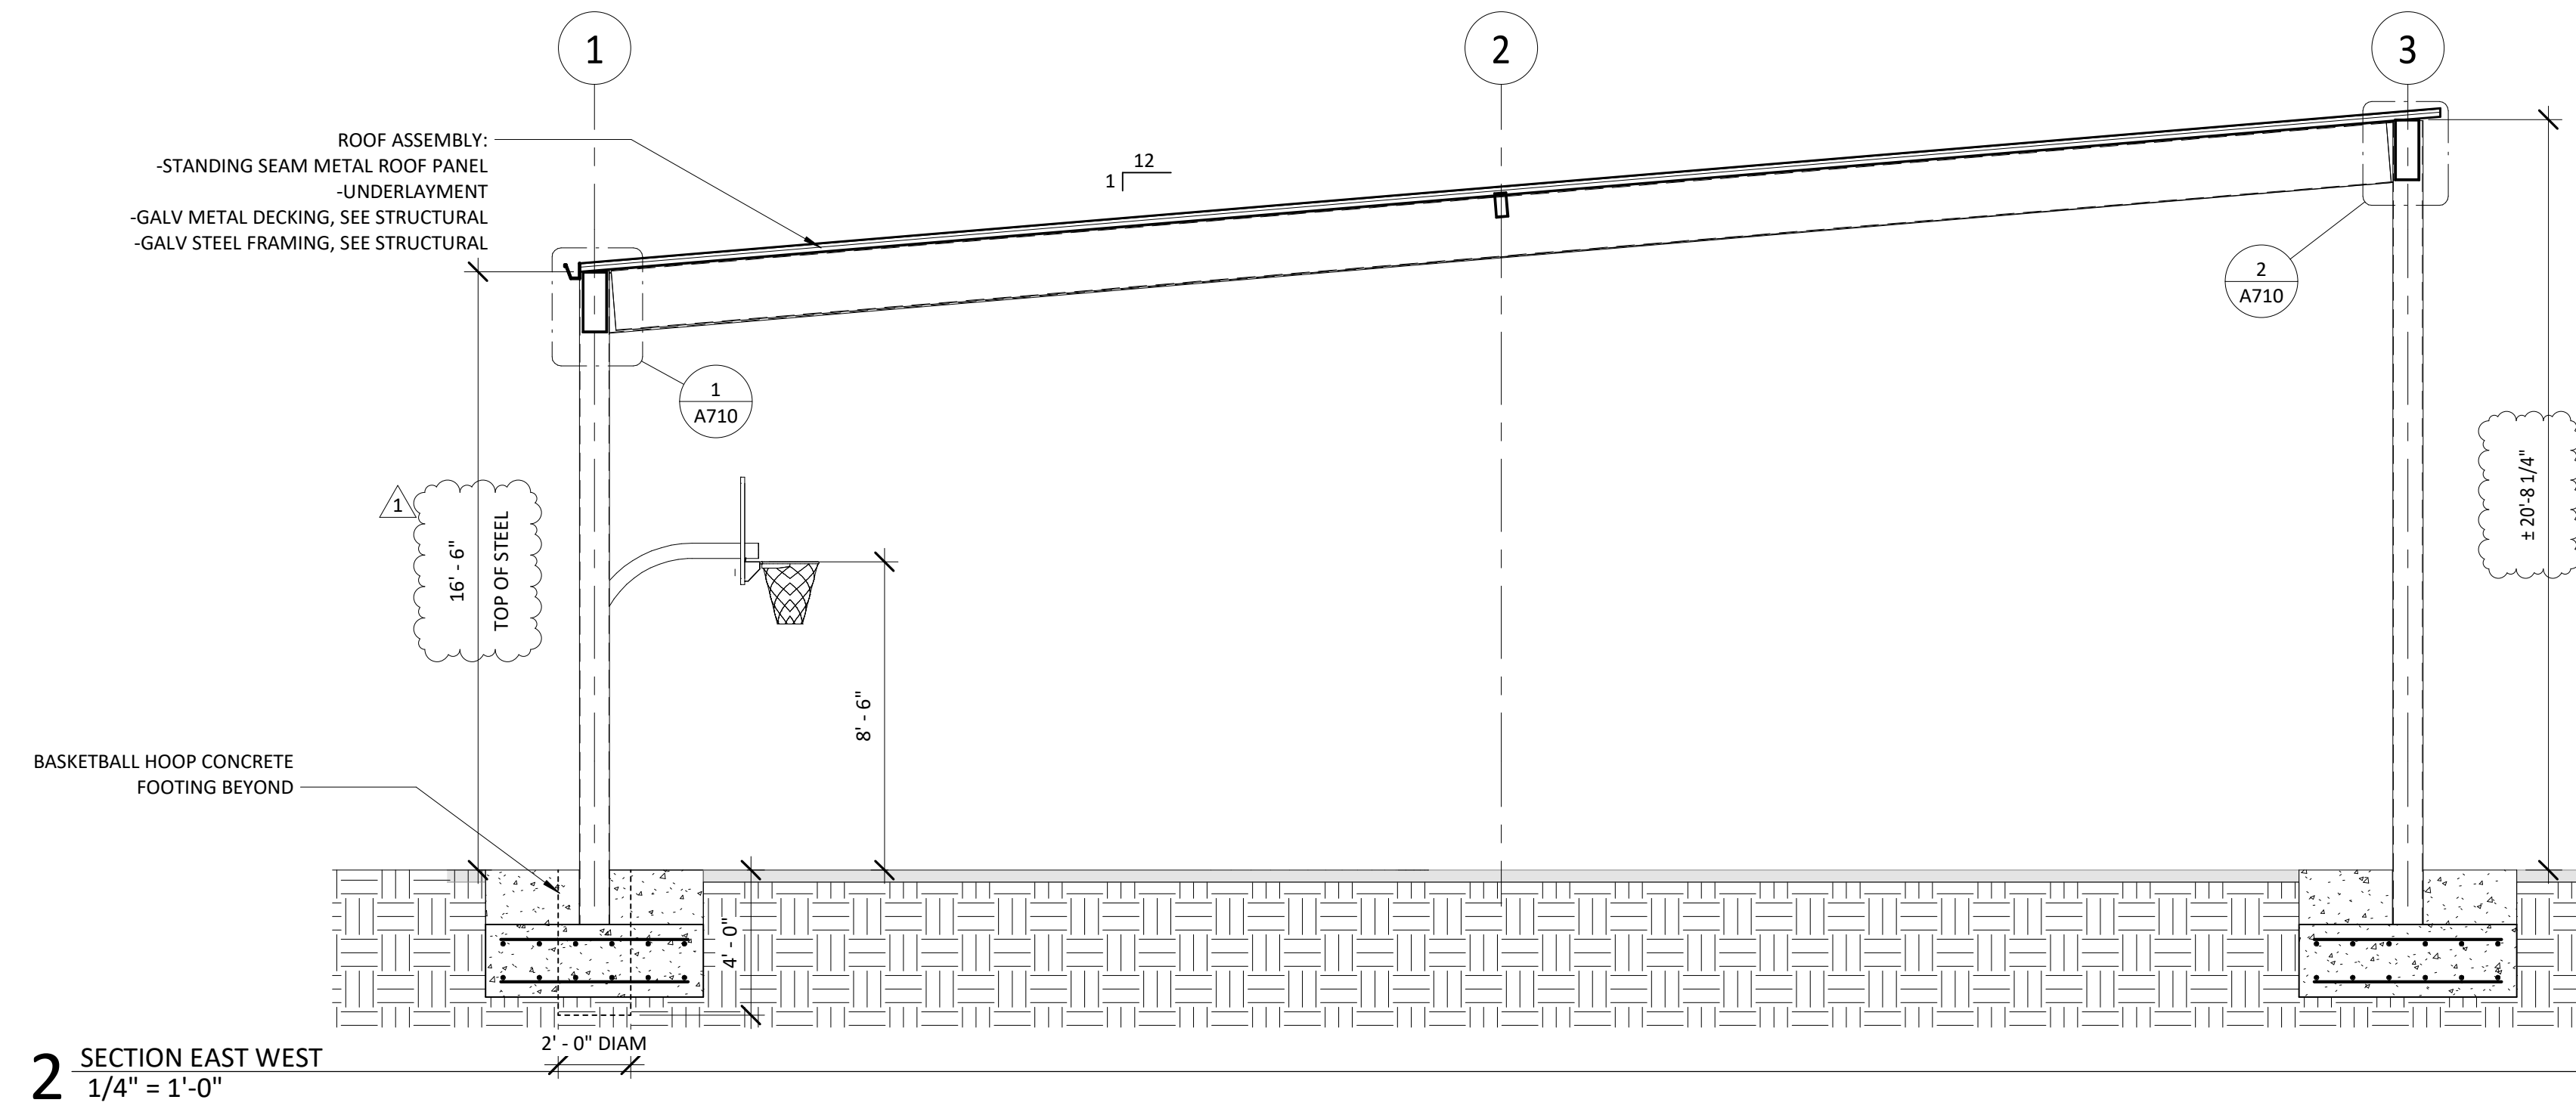 1
2
3
ROOF ASSEMBLY:
-STANDING SEAM METAL ROOF PANEL
-UNDERLAYMENT
-GALV METAL DECKING, SEE STRUCTURAL
-GALV STEEL FRAMING, SEE STRUCTURAL
12
1
2
A710
1
A710
1
16' - 6"
TOP OF STEEL
± 20'-8 1/4"
8' - 6"
BASKETBALL HOOP CONCRETE
FOOTING BEYOND
4' - 0"
2' - 0" DIAM
2 SECTION EAST WEST
1/4" = 1'-0"